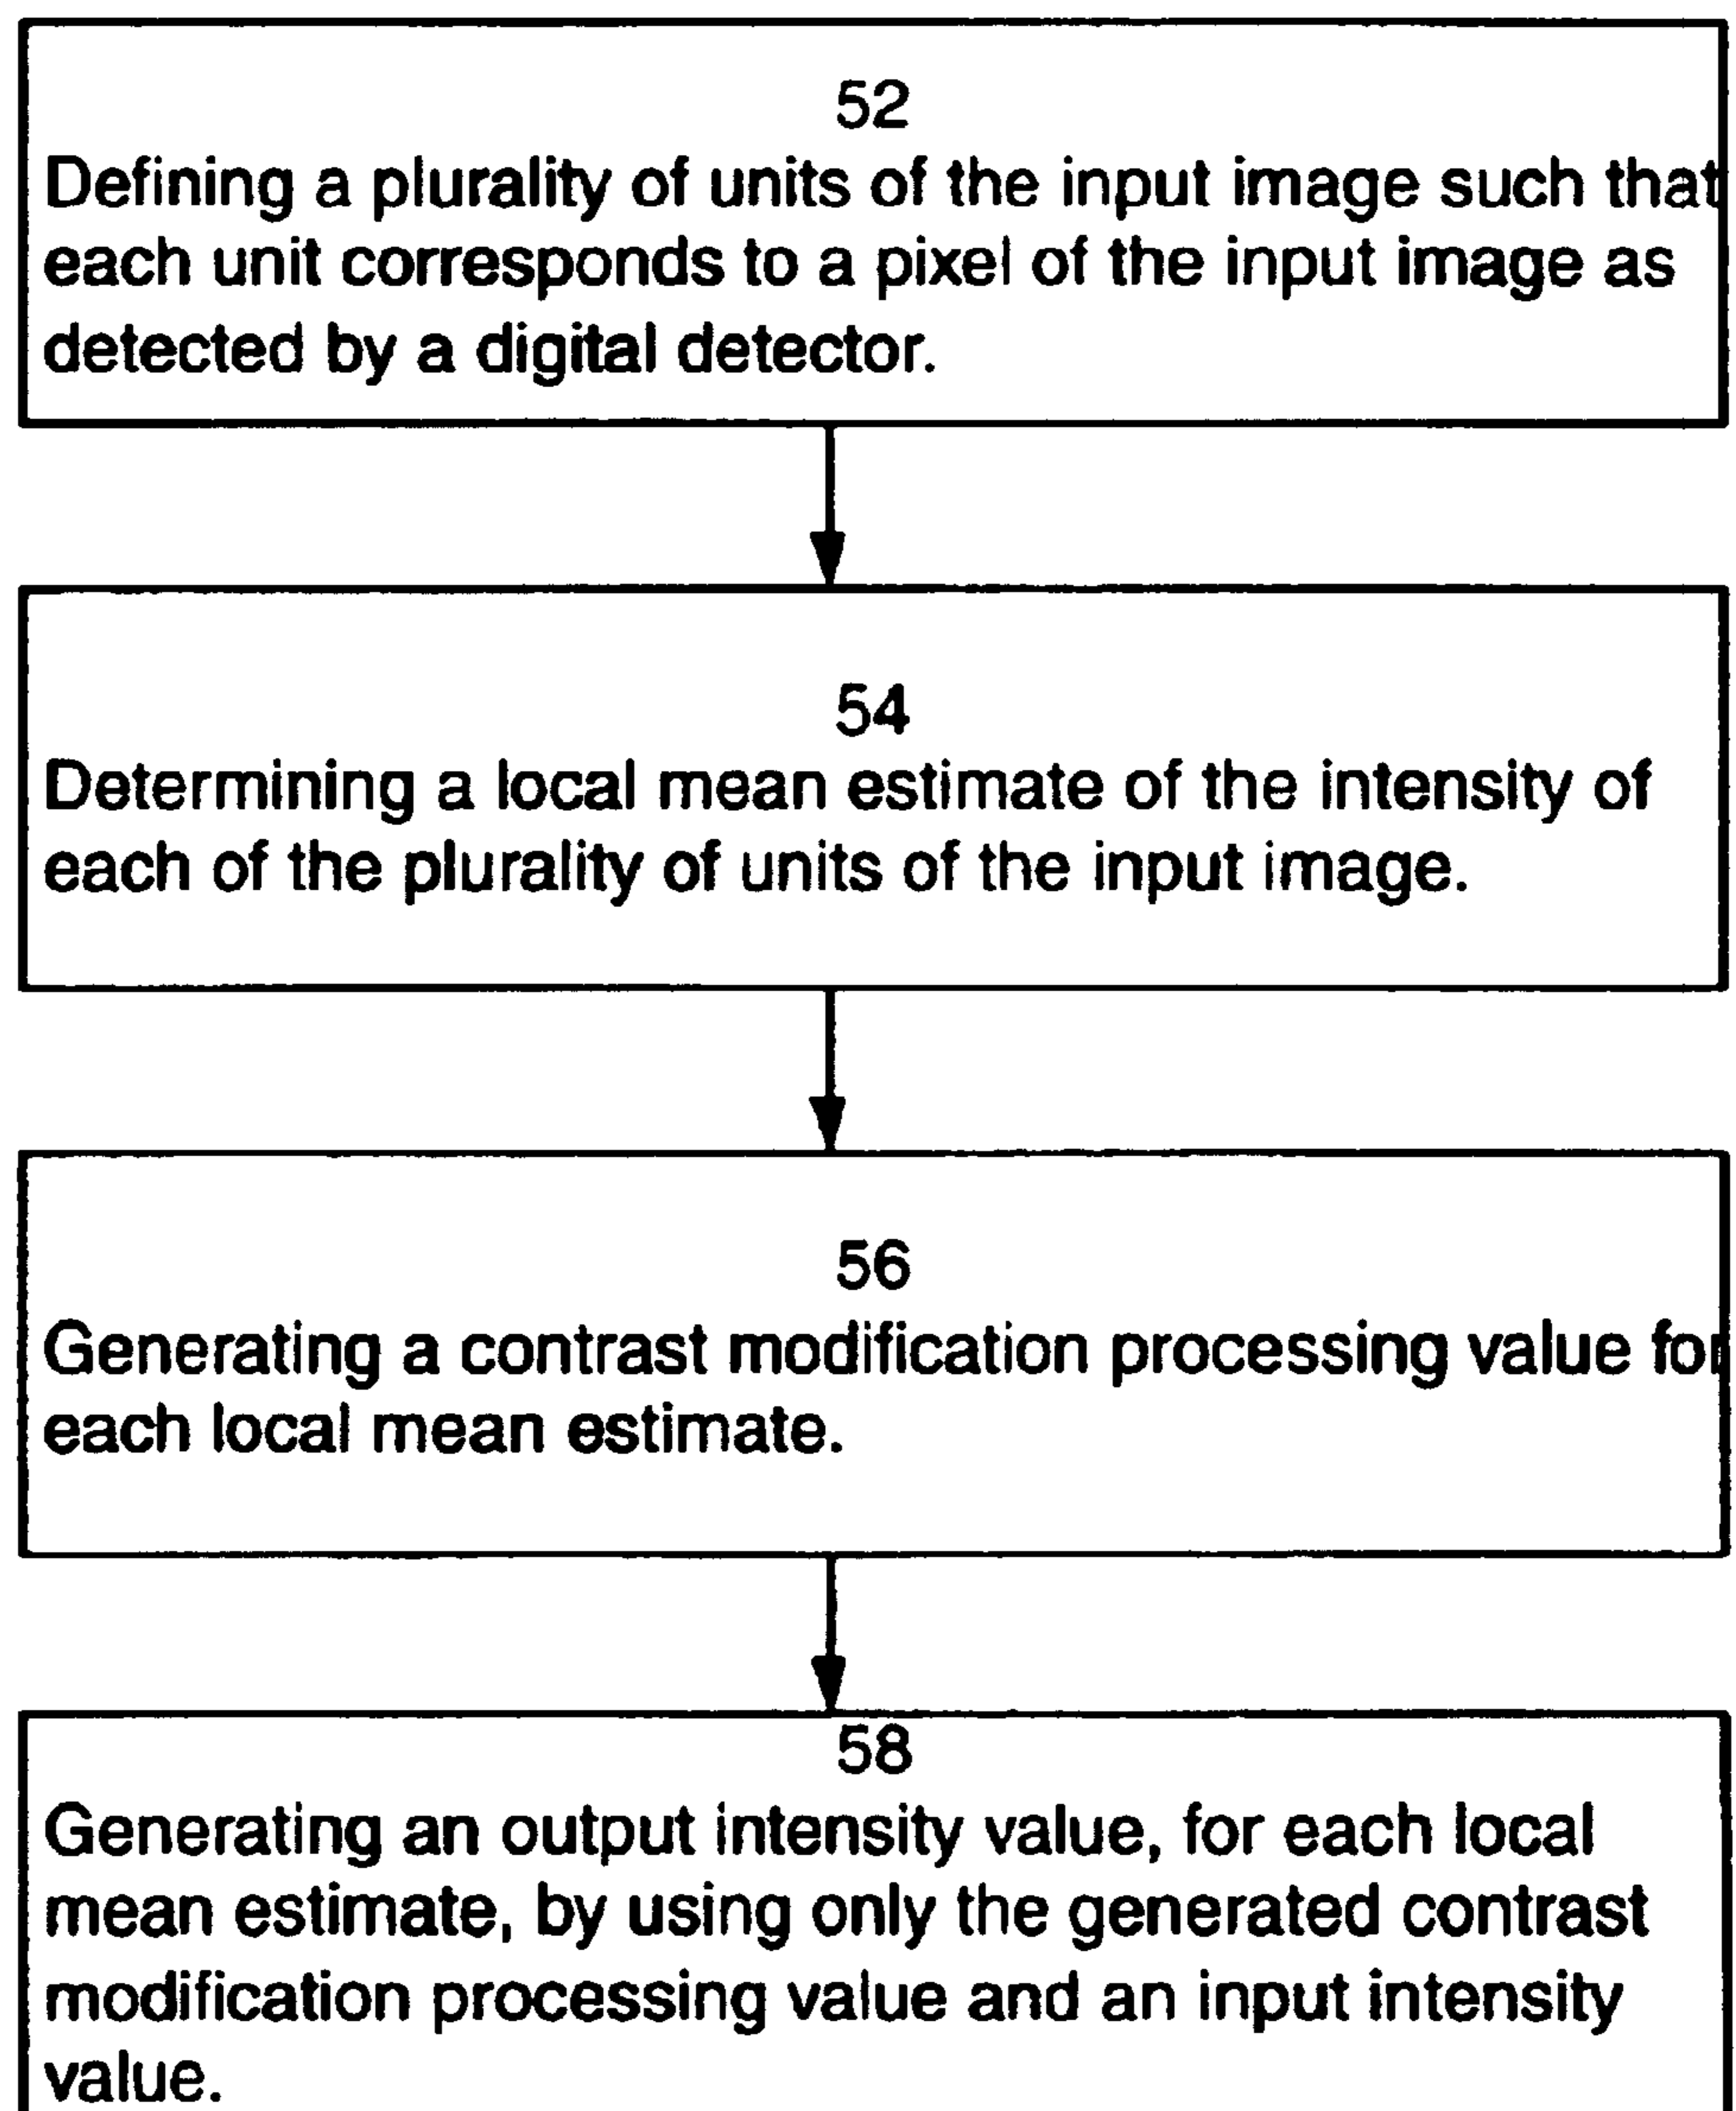 52
Defining a plurality of units of the input image such that
each unit corresponds to a pixel of the input image as
detected by a digital detector.
54
Determining a local mean estimate of the intensity of
each of the plurality of units of the input image.
56
Generating a contrast modification processing value for
each local mean estimate.
58
Generating an output intensity value, for each local
mean estimate, by using only the generated contrast
modification processing value and an input intensity
value.